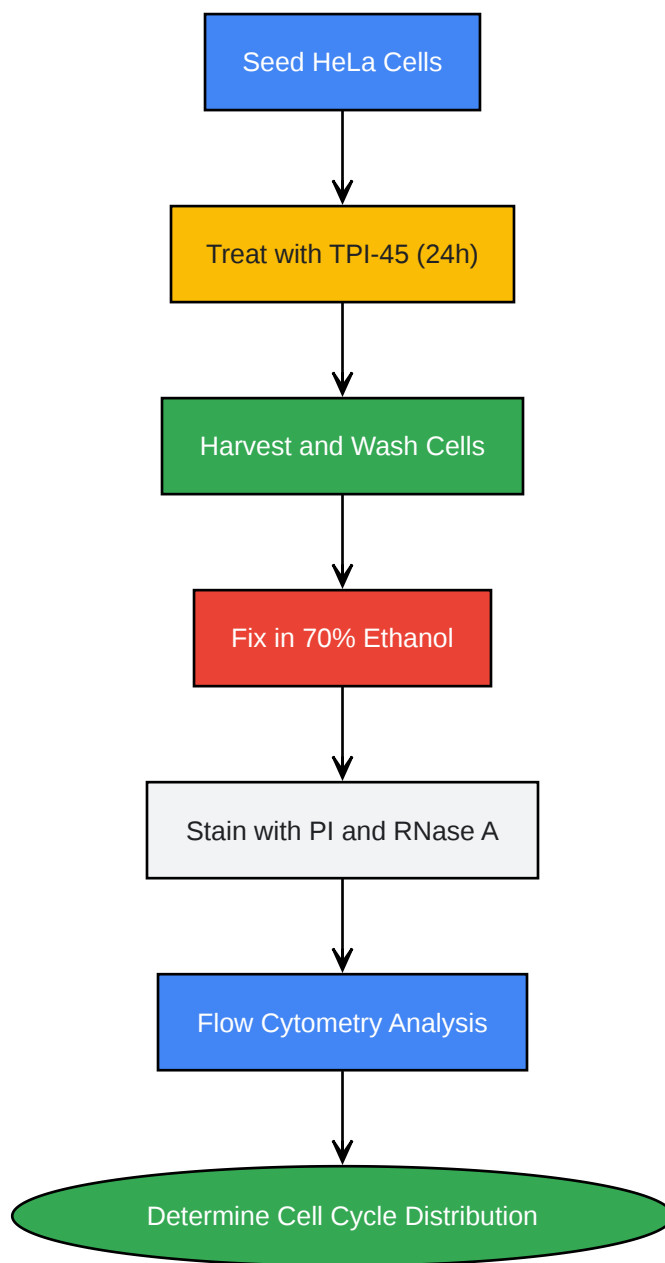 Seed HeLa Cells
Treat with TPI-45 (24h)
Harvest and Wash Cells
Fix in 70% Ethanol
Stain with PI and RNase A
Flow Cytometry Analysis
Determine Cell Cycle Distribution